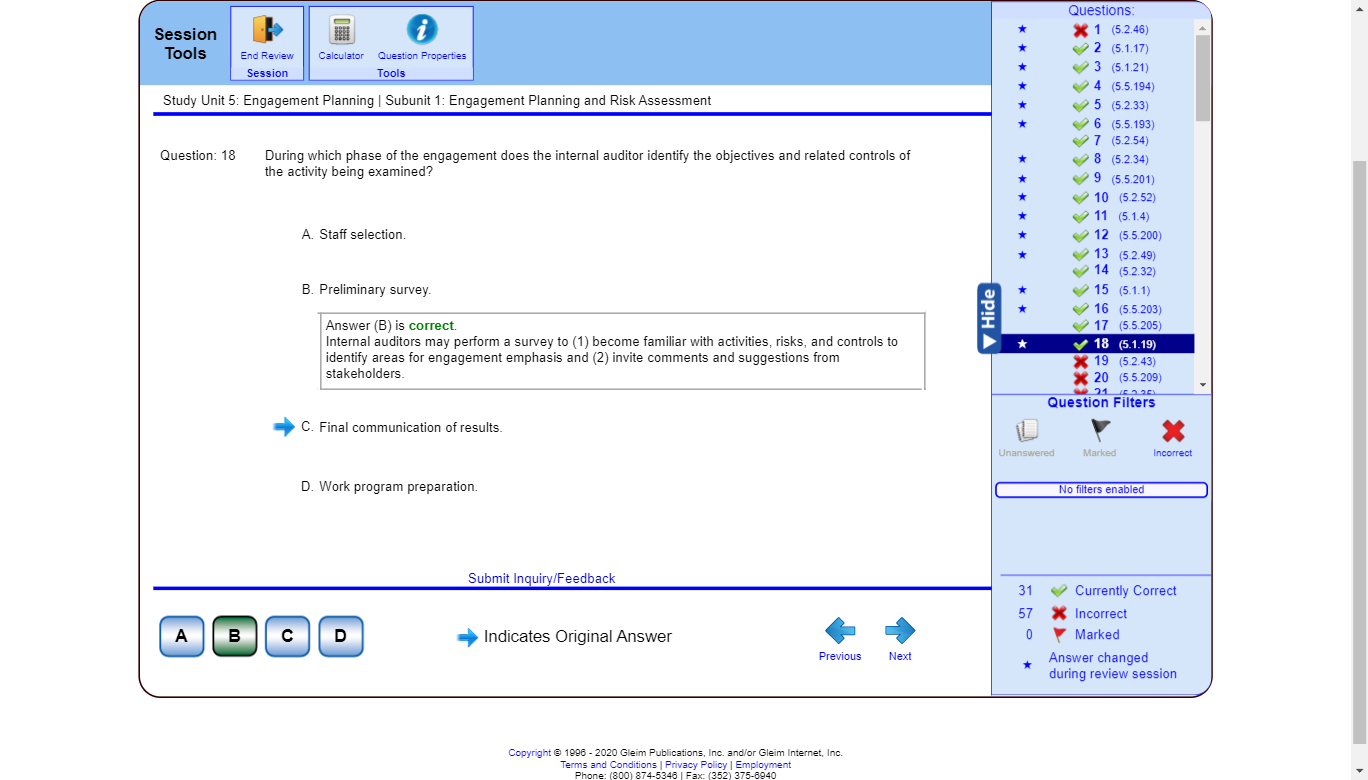 Session
Tools
End Review
Session
Calculator
Question Properties
Tools
Study Unit 5: Engagement Planning | Subunit 1: Engagement Planning and Risk Assessment
Question: 18
During which phase of the engagement does the internal auditor identify the objectives and related controls of
the activity being examined?
A. Staff selection.
B. Preliminary survey.
Answer (B) is correct.
Internal auditors may perform a survey to (1) become familiar with activities, risks, and controls to
identify areas for engagement emphasis and (2) invite comments and suggestions from
stakeholders.
C. Final communication of results.
D. Work program preparation.
Submit Inquiry/Feedback
A B C D
Indicates Original Answer
Previous
Next
Hide
Questions:
1 (5.2.46)
2 (5.1.17)
3 (5.1.21)
4 (5.5.194)
5 (5.2.33)
6 (5.5.193)
7 (5.2.54)
8 (5.2.34)
9 (5.5.201)
10 (5.2.52)
11 (5.1.4)
12 (5.5.200)
13 (5.2.49)
14 (5.2.32)
15 (5.1.1)
16 (5.5.203)
17 (5.5.205)
18 (5.1.19)
19 (5.2.43)
20 (5.5.209)
21 (5.2.35)
Question Filters
Unanswered
Marked
Incorrect
No filters enabled
31 Currently Correct
57 Incorrect
0 Marked
Answer changed
during review session
Copyright © 1996 - 2020 Gleim Publications, Inc. and/or Gleim Internet, Inc.
Terms and Conditions | Privacy Policy | Employment
Phone: (800) 874-5346 | Fax: (352) 375-6940